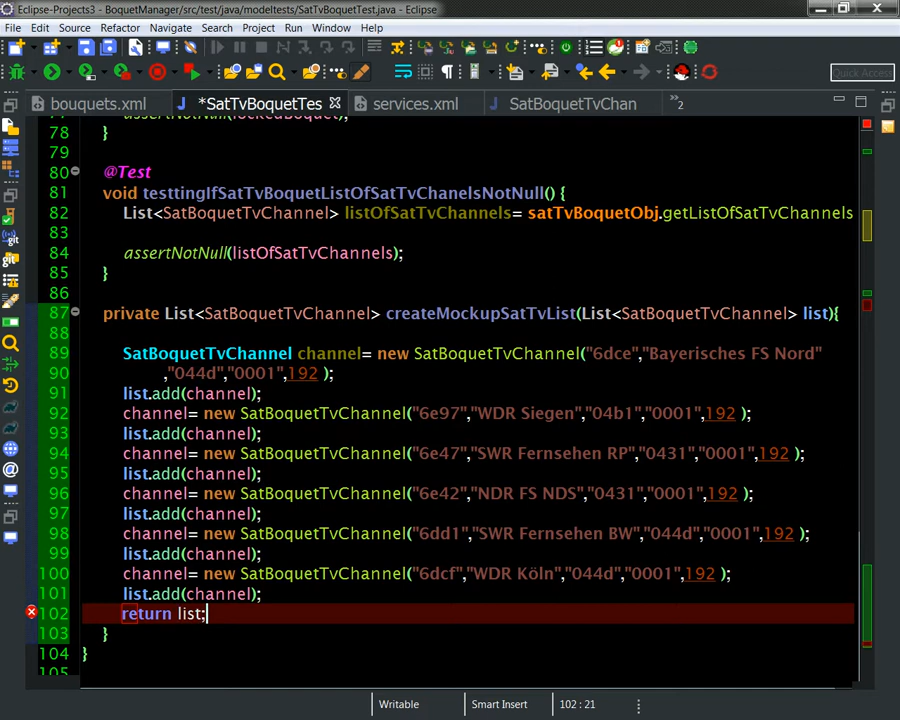 Eclipse-Projects3 - BoquetManager/src/test/java/modeltests/SatTvBoquetTest.java - Eclipse
File Edit Source Refactor Navigate Search Project Run Window Help
Quick Access
bouquets.xml *SatTvBoquetTes services.xml SatBoquetTvChan »2
78 }
79
80 @Test
81 void testtingIfSatTvBoquetListOfSatTvChanelsNotNull() {
82 List<SatBoquetTvChannel> listOfSatTvChannels= satTvBoquetObj.getListOfSatTvChannels
83
84 assertNotNull(listOfSatTvChannels);
85 }
86
87 private List<SatBoquetTvChannel> createMockupSatTvList(List<SatBoquetTvChannel> list){
88
89 SatBoquetTvChannel channel= new SatBoquetTvChannel("6dce","Bayerisches FS Nord"
90 ,"044d","0001",192 );
91 list.add(channel);
92 channel= new SatBoquetTvChannel("6e97","WDR Siegen","04b1","0001",192 );
93 list.add(channel);
94 channel= new SatBoquetTvChannel("6e47","SWR Fernsehen RP","0431","0001",192 );
95 list.add(channel);
96 channel= new SatBoquetTvChannel("6e42","NDR FS NDS","0431","0001",192 );
97 list.add(channel);
98 channel= new SatBoquetTvChannel("6dd1","SWR Fernsehen BW","044d","0001",192 );
99 list.add(channel);
100 channel= new SatBoquetTvChannel("6dcf","WDR Köln","044d","0001",192 );
101 list.add(channel);
102 return list;
103 }
104 }
105
Writable Smart Insert 102 : 21